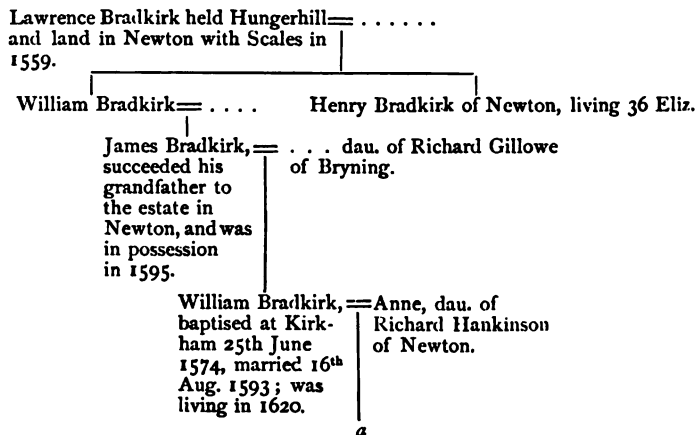 Lawrence Bradkirk held Hungerhill = . . . . . .
and land in Newton with Scales in
1559.
William Bradkirk = . . . .
Henry Bradkirk of Newton, living 36 Eliz.
James Bradkirk, = . . . dau. of Richard Gillowe
succeeded his of Bryning.
grandfather to
the estate in
Newton, and was
in possession
in 1595.
William Bradkirk, = Anne, dau. of
baptised at Kirk- Richard Hankinson
ham 25th June of Newton.
1574, married 16th
Aug. 1593; was
living in 1620.
a